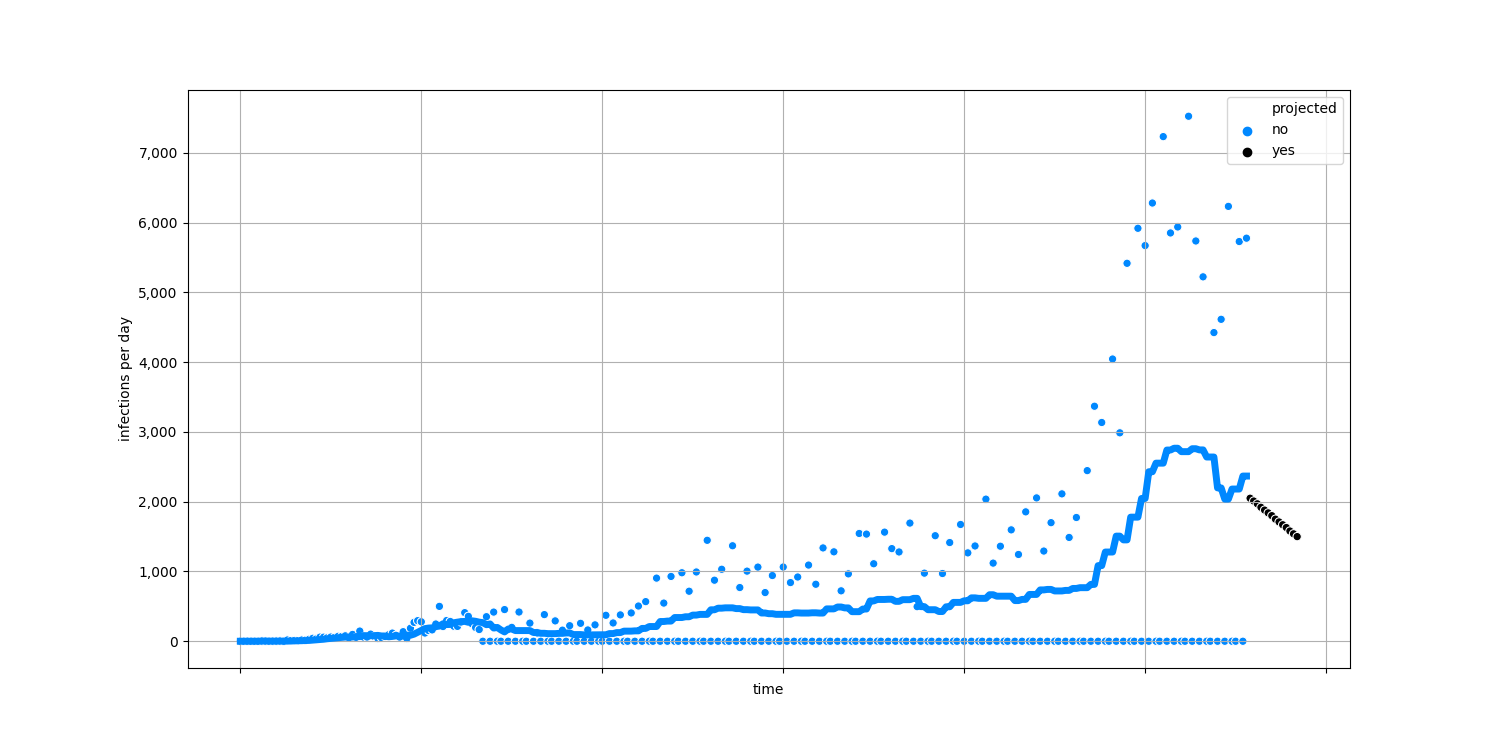 projected
no
yes
7,000
6,000
5,000
4,000
3,000
2,000
1,000
0
infections per day
time